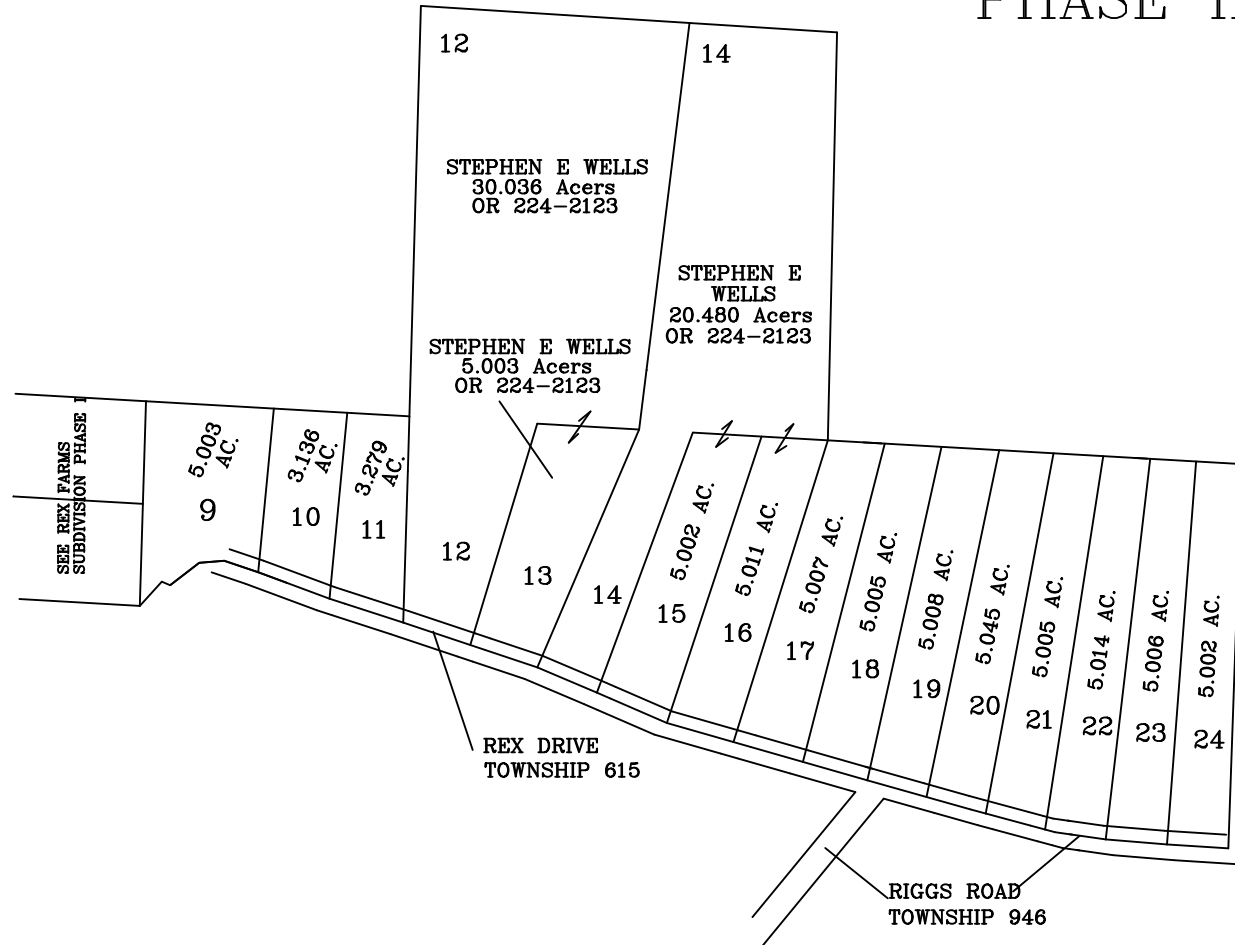 PHASE
12
14
STEPHEN E WELLS
30.036 Acers
OR 224-2123
STEPHEN E
WELLS
20.480 Acers
OR 224-2123
STEPHEN E WELLS
5.003 Acers
OR 224-2123
SEE REX FARMS
SUBDIVISION PHASE I
5.003
AC.
9
3.136
AC.
10
3.279
AC.
11
12
13
14
5.002 AC.
15
5.011 AC.
16
5.007 AC.
17
5.005 AC.
18
5.008 AC.
19
5.045 AC.
20
5.005 AC.
21
5.014 AC.
22
5.006 AC.
23
5.002 AC.
24
REX DRIVE
TOWNSHIP 615
RIGGS ROAD
TOWNSHIP 946